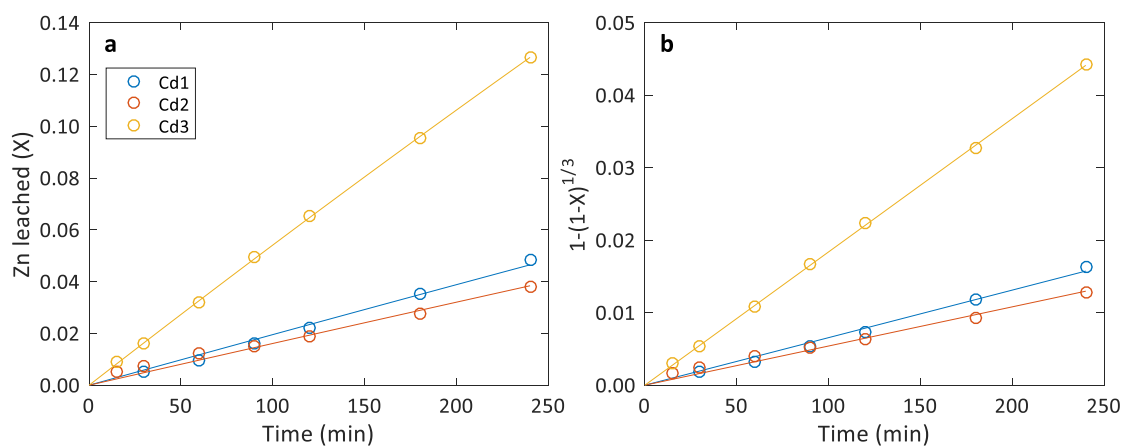 a
Zn leached (X)
0.14
0.12
0.10
0.08
0.06
0.04
0.02
0.00
Cd1
Cd2
Cd3
0 50 100 150 200 250
Time (min)
b
1-(1-X)^1/3
0.05
0.04
0.03
0.02
0.01
0.00
0 50 100 150 200 250
Time (min)